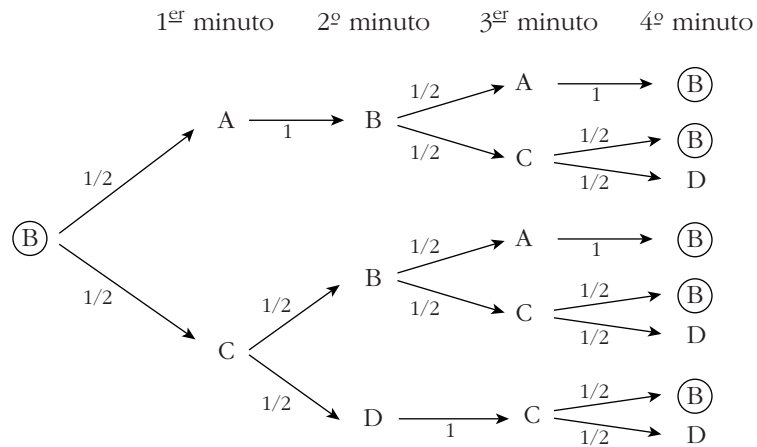 1er minuto 2º minuto 3er minuto 4º minuto
1/2 A 1 B 1/2 A 1 B
1/2 C 1/2 B
1/2 D
B
1/2 C 1/2 B 1/2 A 1 B
1/2 C 1/2 B
1/2 D
1/2 D 1 C 1/2 B
1/2 D